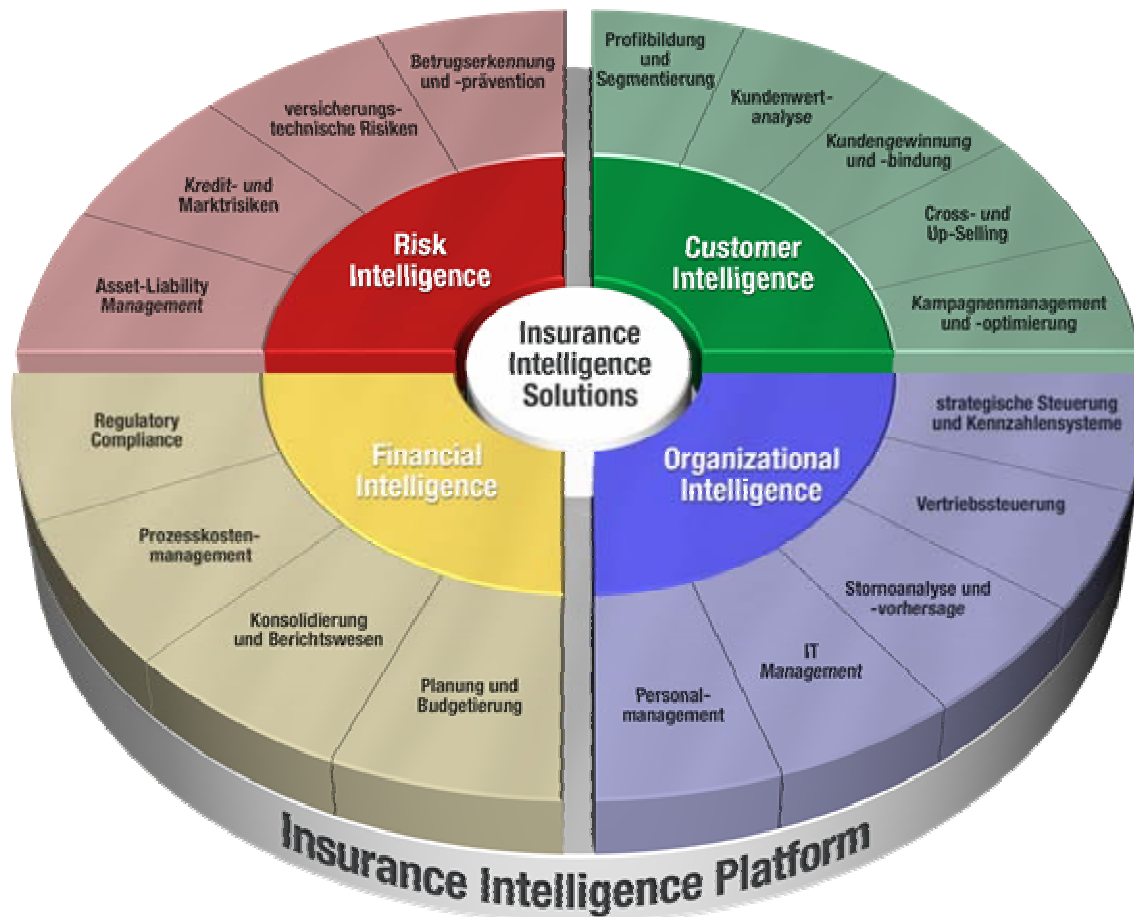 Betrugserkennung
und -prävention
versicherungs-
technische Risiken
Kredit- und
Marktrisiken
Asset-Liability
Management
Risk
Intelligence
Profilbildung
und
Segmentierung
Kundenwert-
analyse
Kundengewinnung
und -bindung
Cross- und
Up-Selling
Kampagnenmanagement
und -optimierung
Customer
Intelligence
Insurance
Intelligence
Solutions
Regulatory
Compliance
Prozesskosten-
management
Konsolidierung
und Berichtswesen
Planung und
Budgetierung
Financial
Intelligence
Organizational
Intelligence
strategische Steuerung
und Kennzahlensysteme
Vertriebssteuerung
Stornoanalyse und
-vorhersage
IT
Management
Personal-
management
Insurance Intelligence Platform